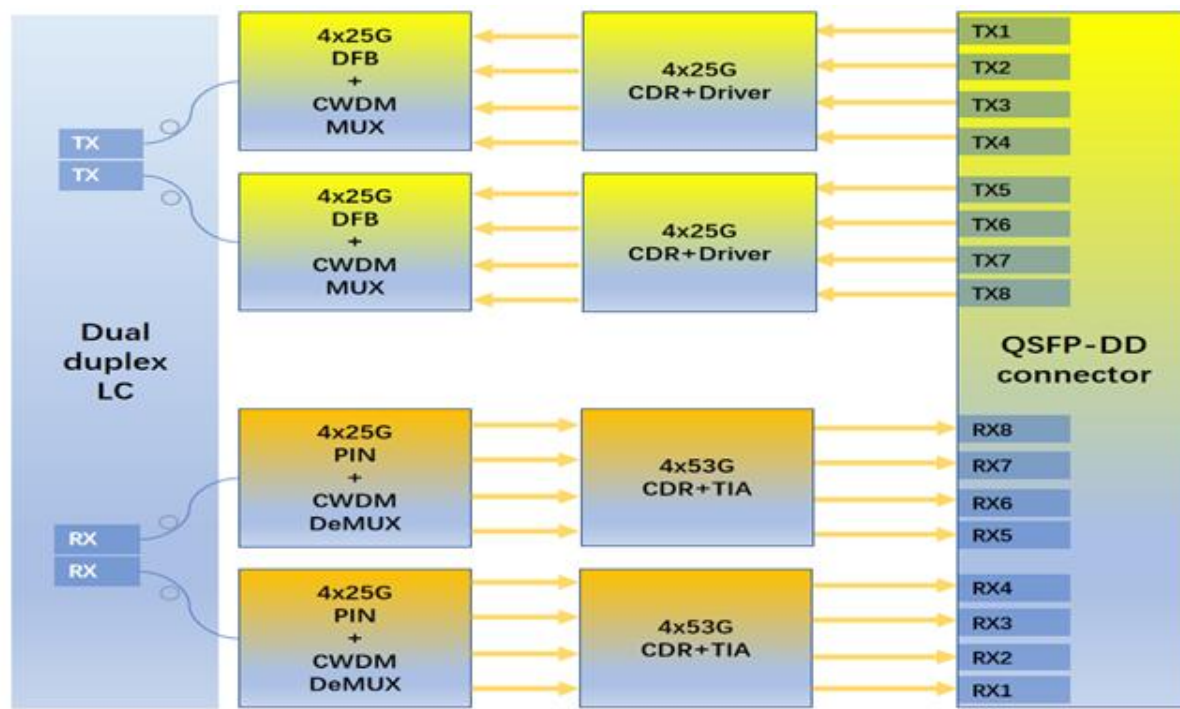 4x25G
DFB
+
CWDM
MUX
4x25G
CDR+Driver
TX1
TX2
TX3
TX4
TX
TX
4x25G
DFB
+
CWDM
MUX
4x25G
CDR+Driver
TX5
TX6
TX7
TX8
Dual
duplex
LC
QSFP-DD
connector
4x25G
PIN
+
CWDM
DeMUX
4x53G
CDR+TIA
RX8
RX7
RX6
RX5
RX
RX
4x25G
PIN
+
CWDM
DeMUX
4x53G
CDR+TIA
RX4
RX3
RX2
RX1